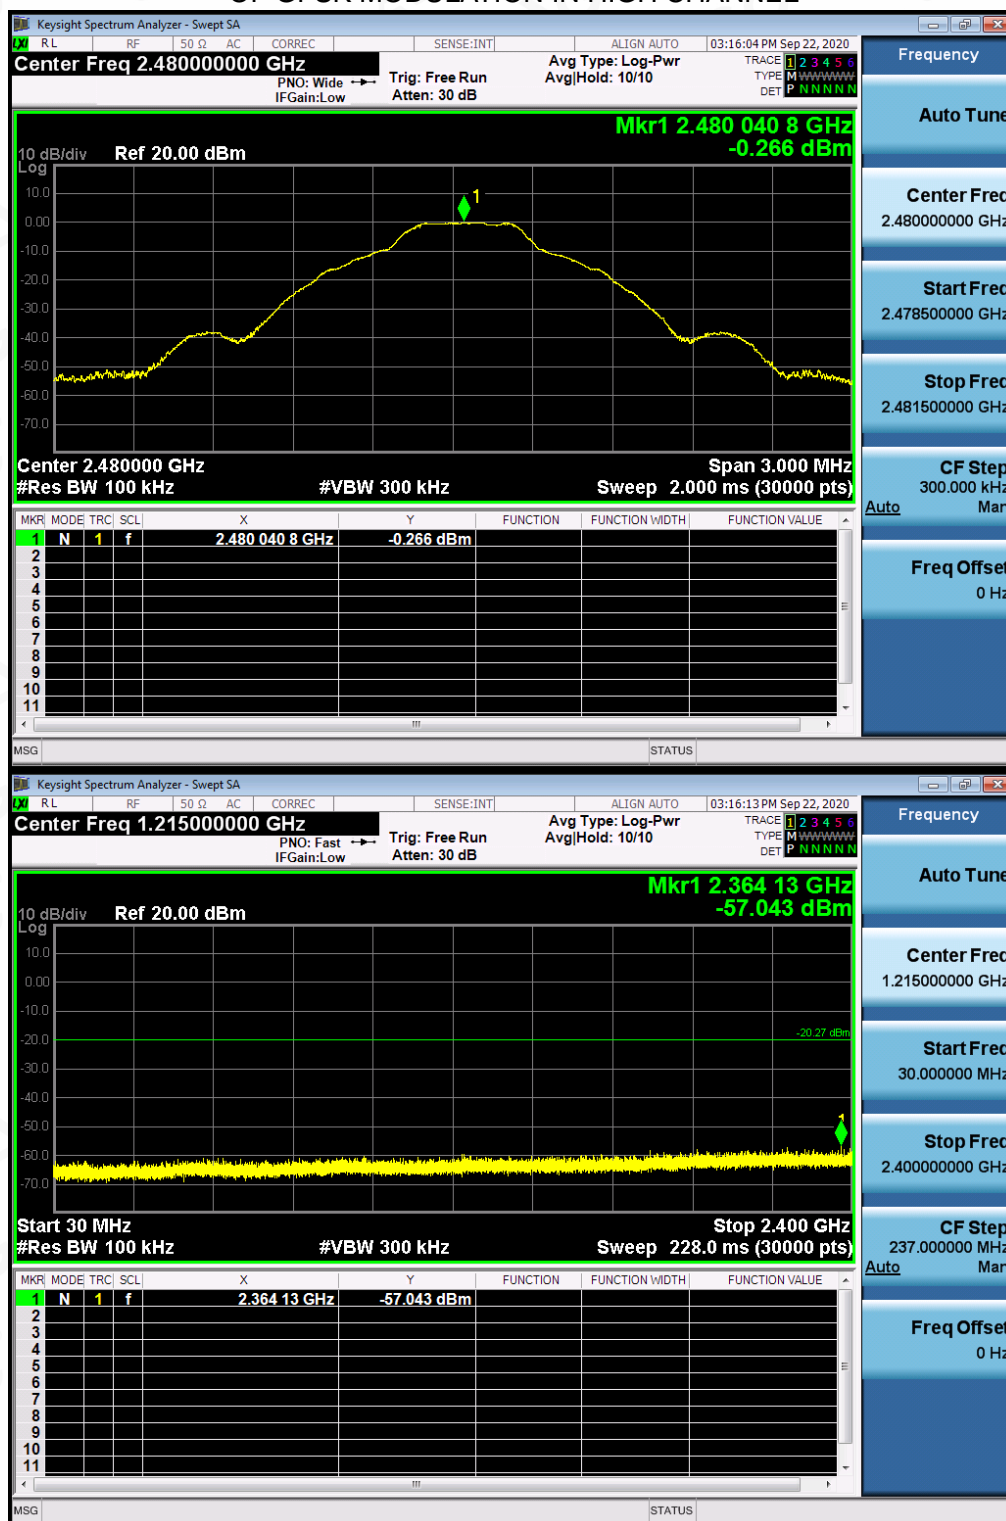 OF GFSK MODULATION IN HIGH CHANNEL
Keysight Spectrum Analyzer - Swept SA
LXI RL RF 50 Ω AC CORREC SENSE:INT ALIGN AUTO 03:16:04 PM Sep 22, 2020
Center Freq 2.480000000 GHz
PNO: Wide
IFGain:Low
Trig: Free Run
Atten: 30 dB
Avg Type: Log-Pwr
Avg|Hold: 10/10
TRACE 1 2 3 4 5 6
TYPE M WWWWW
DET P N N N N N
Mkr1 2.480 040 8 GHz
-0.266 dBm
10 dB/div Ref 20.00 dBm
Log
1
10.0
0.00
-10.0
-20.0
-30.0
-40.0
-50.0
-60.0
-70.0
Center 2.480000 GHz Span 3.000 MHz
#Res BW 100 kHz #VBW 300 kHz Sweep 2.000 ms (30000 pts)
MKR MODE TRC SCL X Y FUNCTION FUNCTION WIDTH FUNCTION VALUE
1 N 1 f 2.480 040 8 GHz -0.266 dBm
2
3
4
5
6
7
8
9
10
11
MSG STATUS
Frequency
Auto Tune
Center Freq
2.480000000 GHz
Start Freq
2.478500000 GHz
Stop Freq
2.481500000 GHz
CF Step
300.000 kHz
Auto Man
Freq Offset
0 Hz
Keysight Spectrum Analyzer - Swept SA
LXI RL RF 50 Ω AC CORREC SENSE:INT ALIGN AUTO 03:16:13 PM Sep 22, 2020
Center Freq 1.215000000 GHz
PNO: Fast
IFGain:Low
Trig: Free Run
Atten: 30 dB
Avg Type: Log-Pwr
Avg|Hold: 10/10
TRACE 1 2 3 4 5 6
TYPE M WWWWW
DET P N N N N N
Mkr1 2.364 13 GHz
-57.043 dBm
10 dB/div Ref 20.00 dBm
Log
10.0
0.00
-10.0
-20.0
-20.27 dBm
-30.0
-40.0
-50.0
1
-60.0
-70.0
Start 30 MHz Stop 2.400 GHz
#Res BW 100 kHz #VBW 300 kHz Sweep 228.0 ms (30000 pts)
MKR MODE TRC SCL X Y FUNCTION FUNCTION WIDTH FUNCTION VALUE
1 N 1 f 2.364 13 GHz -57.043 dBm
2
3
4
5
6
7
8
9
10
11
MSG STATUS
Frequency
Auto Tune
Center Freq
1.215000000 GHz
Start Freq
30.000000 MHz
Stop Freq
2.400000000 GHz
CF Step
237.000000 MHz
Auto Man
Freq Offset
0 Hz